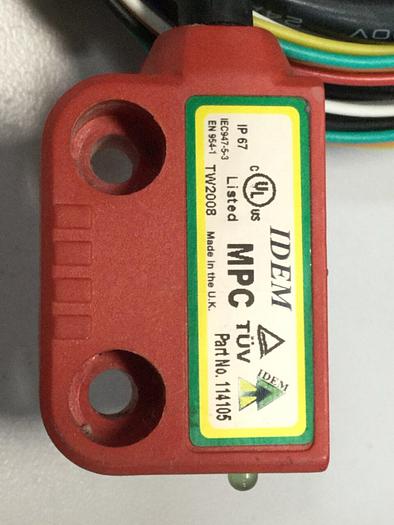 IDEM
C UL US
Listed
MPC
TÜV
IP 67
IEC947-5-3
EN 954-1
TW2008
Made in the U.K.
Part No. 114105
IDEM